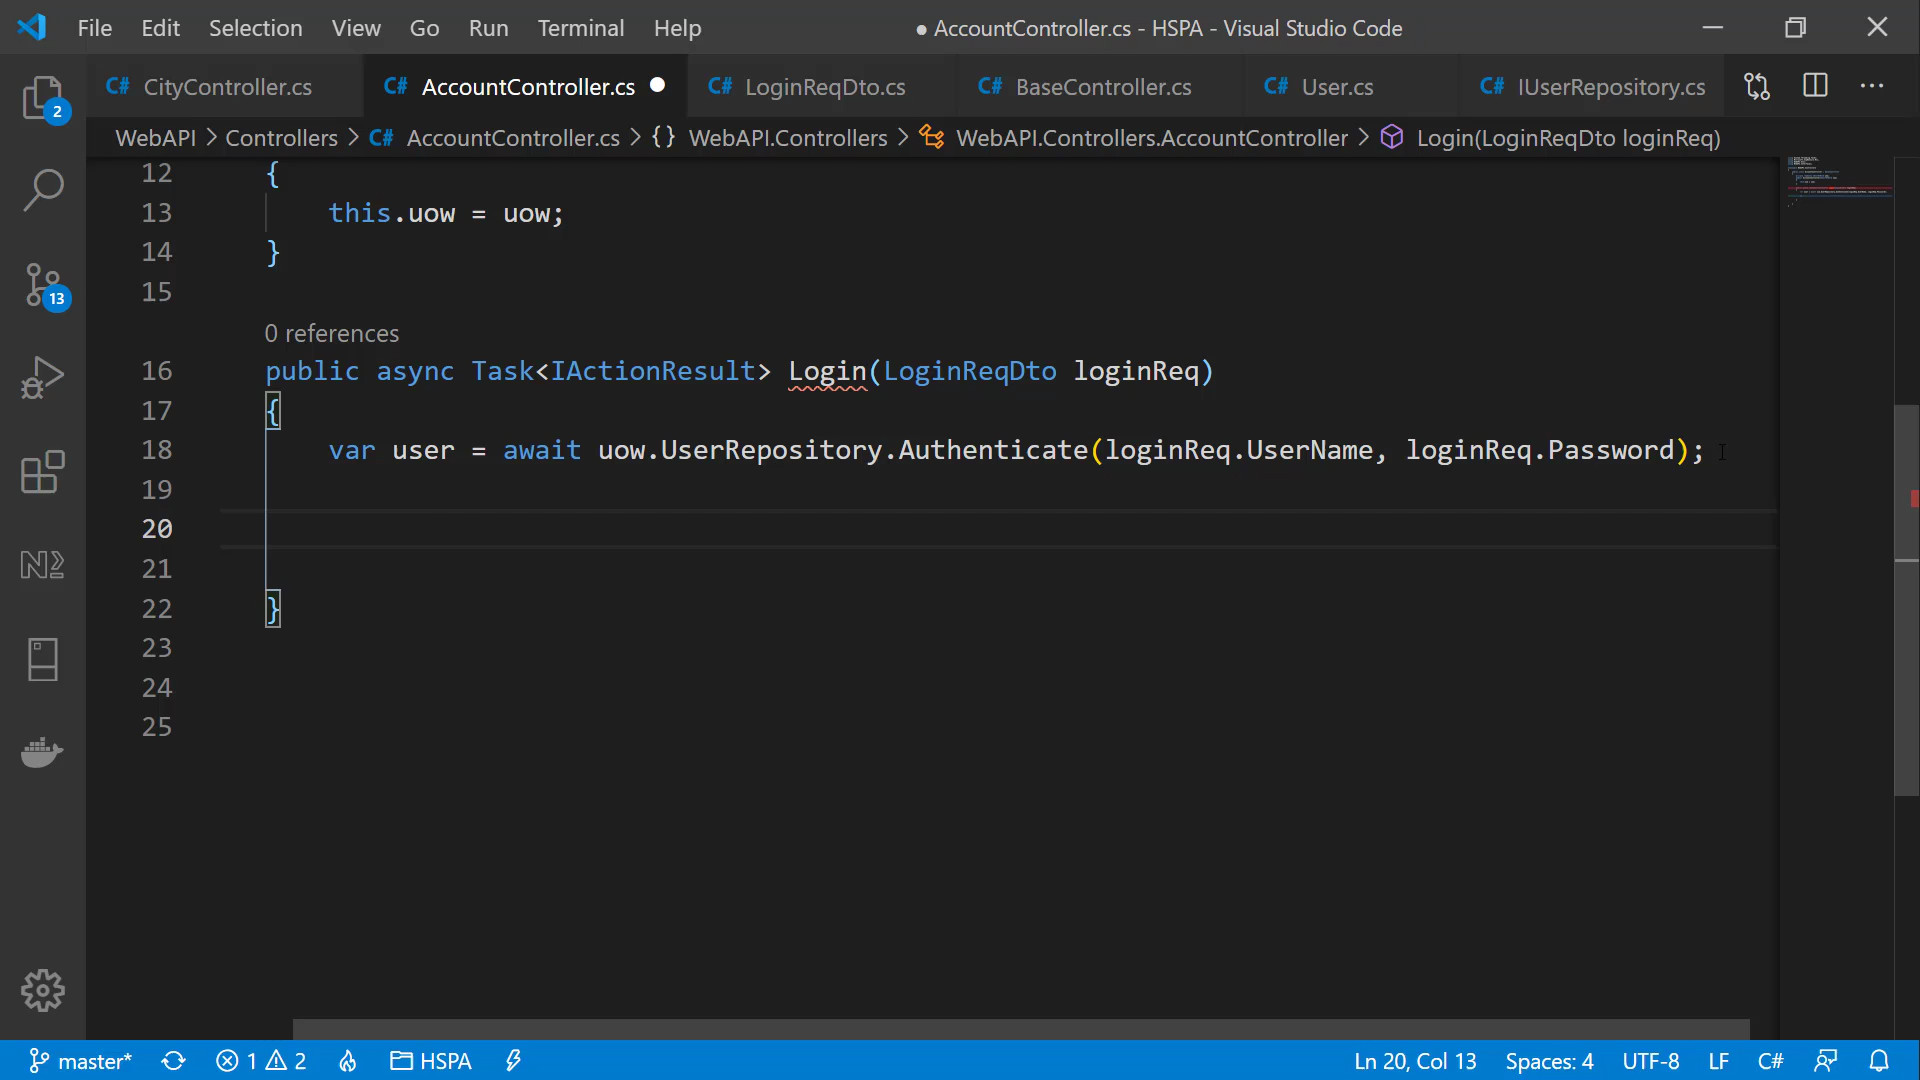 File Edit Selection View Go Run Terminal Help ● AccountController.cs - HSPA - Visual Studio Code
C# CityController.cs C# AccountController.cs ● C# LoginReqDto.cs C# BaseController.cs C# User.cs C# IUserRepository.cs ...
WebAPI > Controllers > C# AccountController.cs > {} WebAPI.Controllers > WebAPI.Controllers.AccountController > Login(LoginReqDto loginReq)
2
13
N2
12 {
13 this.uow = uow;
14 }
15
0 references
16 public async Task<IActionResult> Login(LoginReqDto loginReq)
17 {
18 var user = await uow.UserRepository.Authenticate(loginReq.UserName, loginReq.Password);
19
20
21
22 }
23
24
25
master* 1 2 HSPA Ln 20, Col 13 Spaces: 4 UTF-8 LF C#